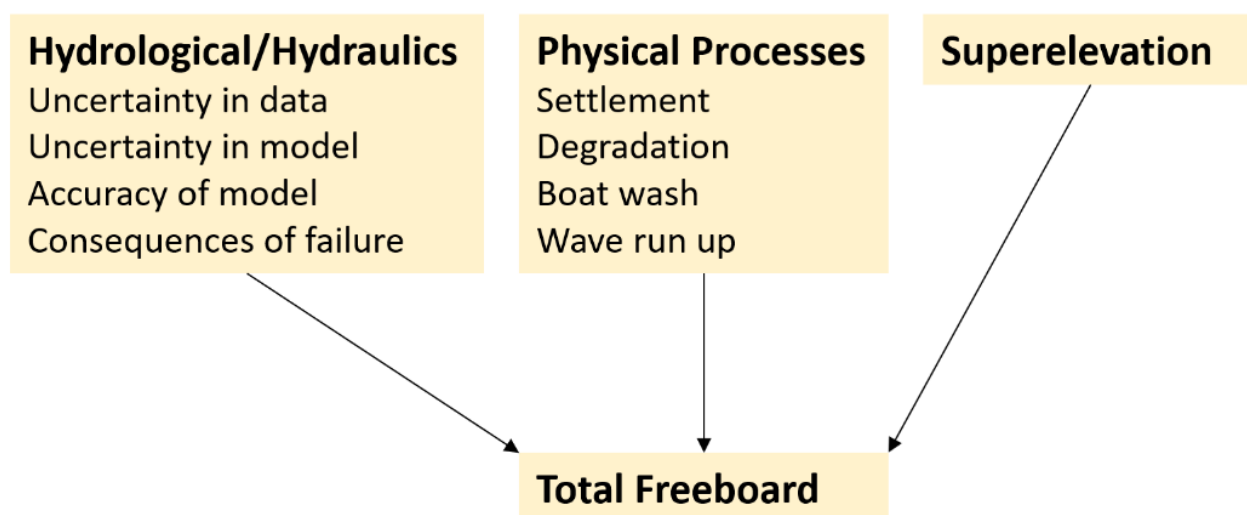 Hydrological/Hydraulics
Uncertainty in data
Uncertainty in model
Accuracy of model
Consequences of failure
Physical Processes
Settlement
Degradation
Boat wash
Wave run up
Superelevation
Total Freeboard